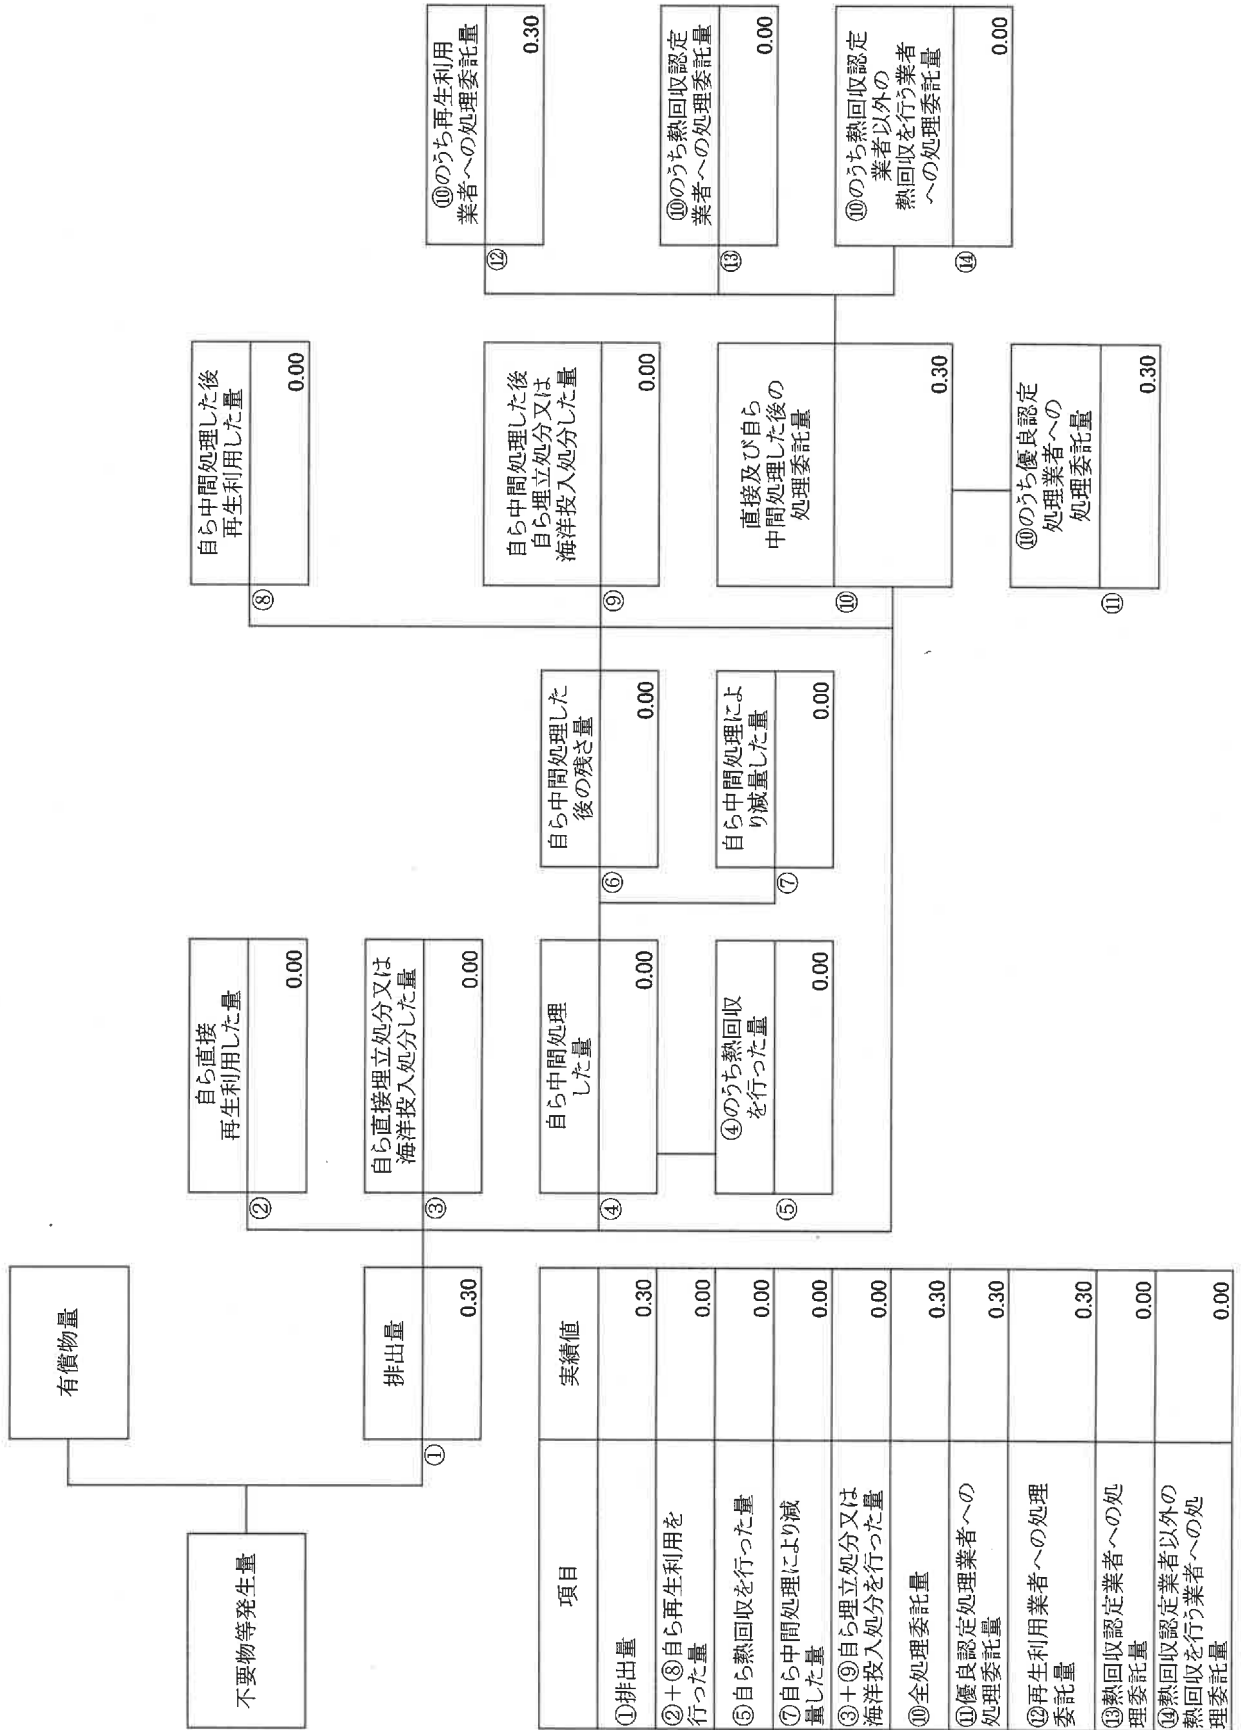 有償物量
不要物等発生量
排出量
①
0.30
自ら直接
再生利用した量
②
0.00
自ら直接埋立処分又は
海洋投入処分した量
③
0.00
自ら中間処理
した量
④
0.00
④のうち熱回収
を行った量
⑤
0.00
自ら中間処理した
後の残さ量
⑥
0.00
自ら中間処理によ
り減量した量
⑦
0.00
自ら中間処理した後
再生利用した量
⑧
0.00
自ら中間処理した後
自ら埋立処分又は
海洋投入処分した量
⑨
0.00
直接及び自ら
中間処理した後の
処理委託量
⑩
0.30
⑩のうち優良認定
処理業者への
処理委託量
⑪
0.30
⑩のうち再生利用
業者への処理委託量
⑫
0.30
⑩のうち熱回収認定
業者への処理委託量
⑬
0.00
⑩のうち熱回収認定
業者以外の
熱回収を行う業者
への処理委託量
⑭
0.00
項目
実績値
①排出量
0.30
②+⑧自ら再生利用を
行った量
0.00
⑤自ら熱回収を行った量
0.00
⑦自ら中間処理により減
量した量
0.00
③+⑨自ら埋立処分又は
海洋投入処分を行った量
0.00
⑩全処理委託量
0.30
⑪優良認定処理業者への
処理委託量
0.30
⑫再生利用業者への処理
委託量
0.30
⑬熱回収認定業者への処
理委託量
0.00
⑭熱回収認定業者以外の
熱回収を行う業者への処
理委託量
0.00